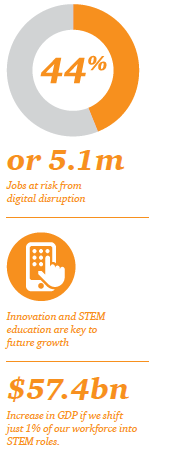 44%
or 5.1m
Jobs at risk from
digital disruption
Innovation and STEM
education are key to
future growth
$57.4bn
Increase in GDP if we shift
just 1% of our workforce into
STEM roles.